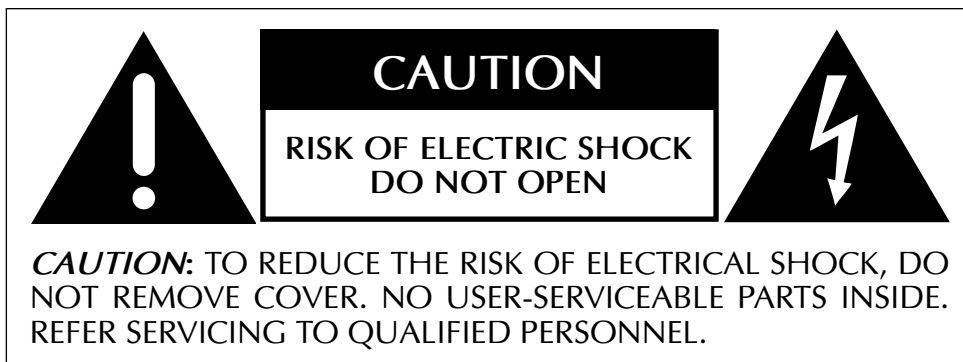 CAUTION
RISK OF ELECTRIC SHOCK
DO NOT OPEN
CAUTION: TO REDUCE THE RISK OF ELECTRICAL SHOCK, DO
NOT REMOVE COVER. NO USER-SERVICEABLE PARTS INSIDE.
REFER SERVICING TO QUALIFIED PERSONNEL.